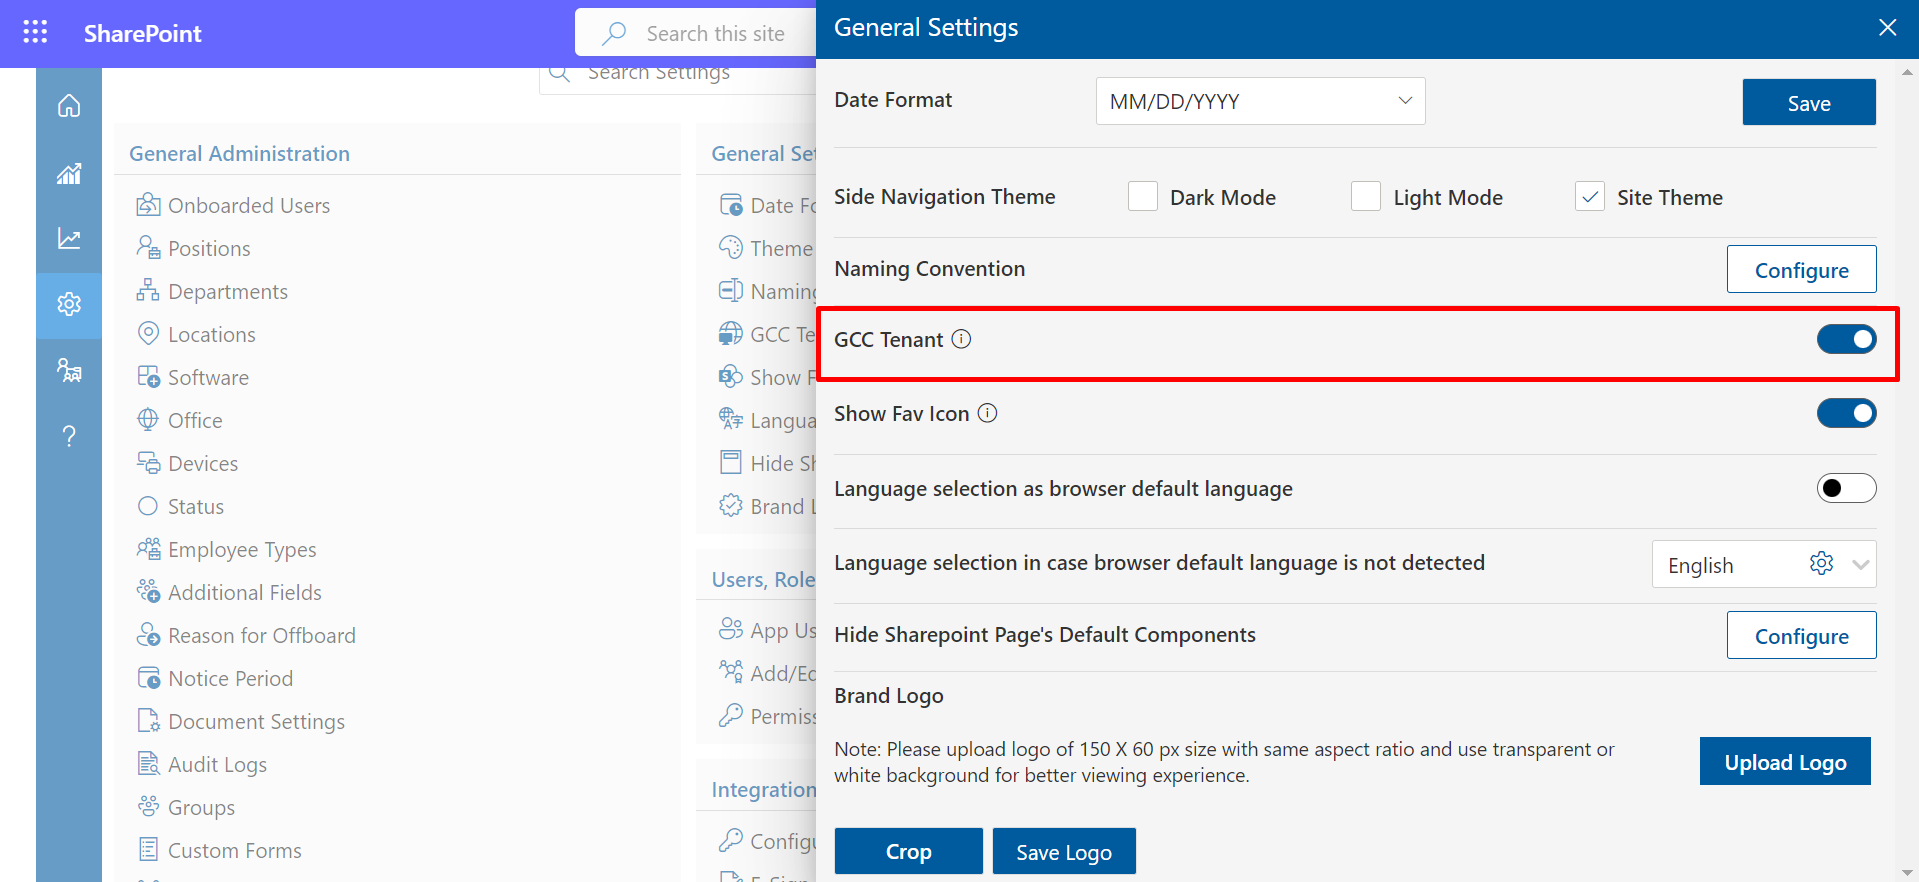 SharePoint
Search this site
Search Settings
General Administration
Onboarded Users
Positions
Departments
Locations
Software
Office
Devices
Status
Employee Types
Additional Fields
Reason for Offboard
Notice Period
Document Settings
Audit Logs
Groups
Custom Forms
General Set
Date Fo
Theme
Naming
GCC Te
Show F
Langua
Hide Sh
Brand L
Users, Role
App Us
Add/Ed
Permiss
Integration
Configu
E-Sign
General Settings
Date Format
MM/DD/YYYY
Save
Side Navigation Theme
Dark Mode
Light Mode
Site Theme
Naming Convention
Configure
GCC Tenant
Show Fav Icon
Language selection as browser default language
Language selection in case browser default language is not detected
English
Hide Sharepoint Page's Default Components
Configure
Brand Logo
Note: Please upload logo of 150 X 60 px size with same aspect ratio and use transparent or
white background for better viewing experience.
Upload Logo
Crop
Save Logo